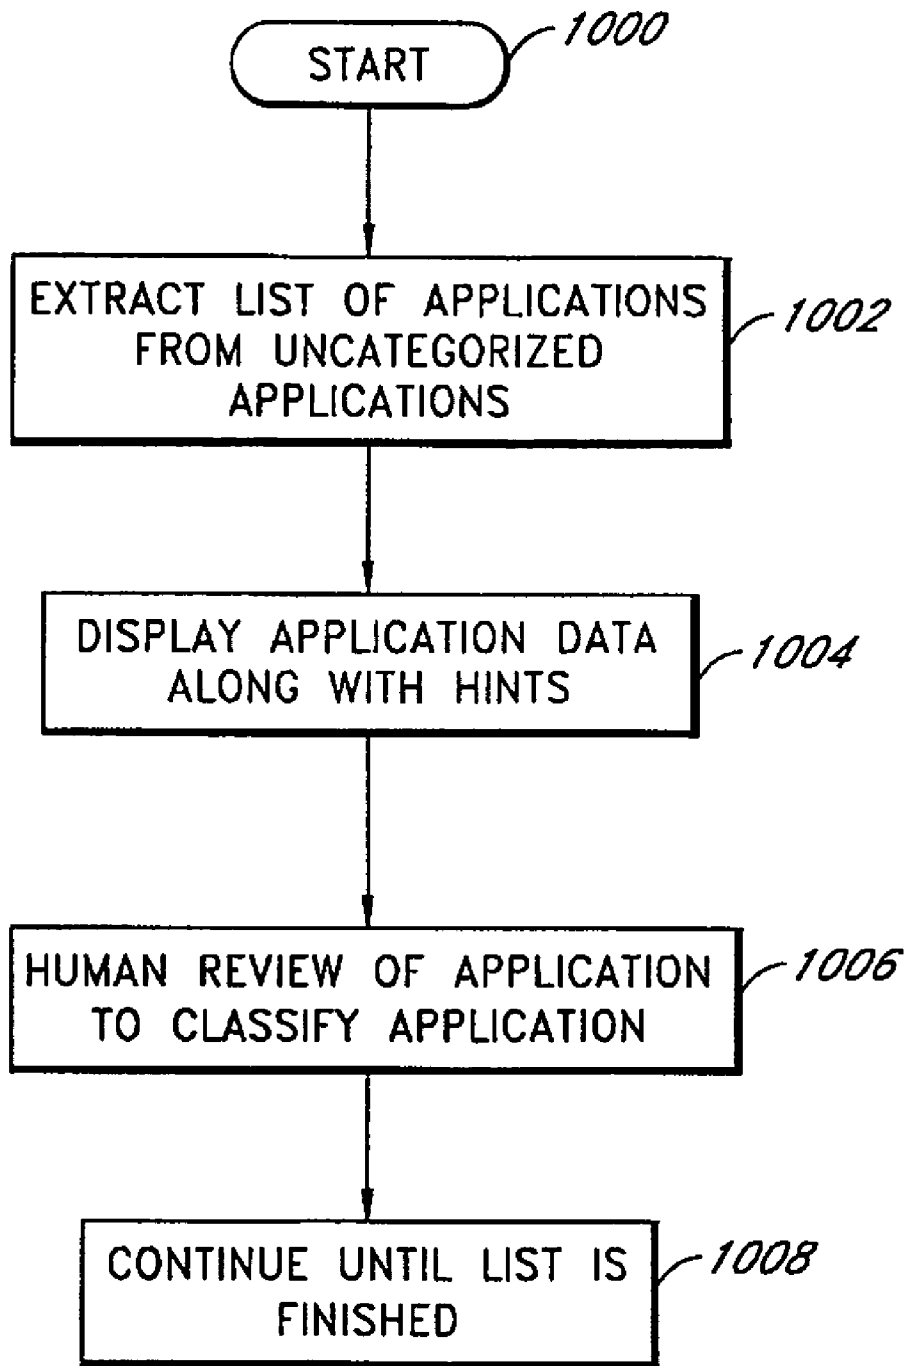 START
1000
EXTRACT LIST OF APPLICATIONS
FROM UNCATEGORIZED
APPLICATIONS
1002
DISPLAY APPLICATION DATA
ALONG WITH HINTS
1004
HUMAN REVIEW OF APPLICATION
TO CLASSIFY APPLICATION
1006
CONTINUE UNTIL LIST IS
FINISHED
1008